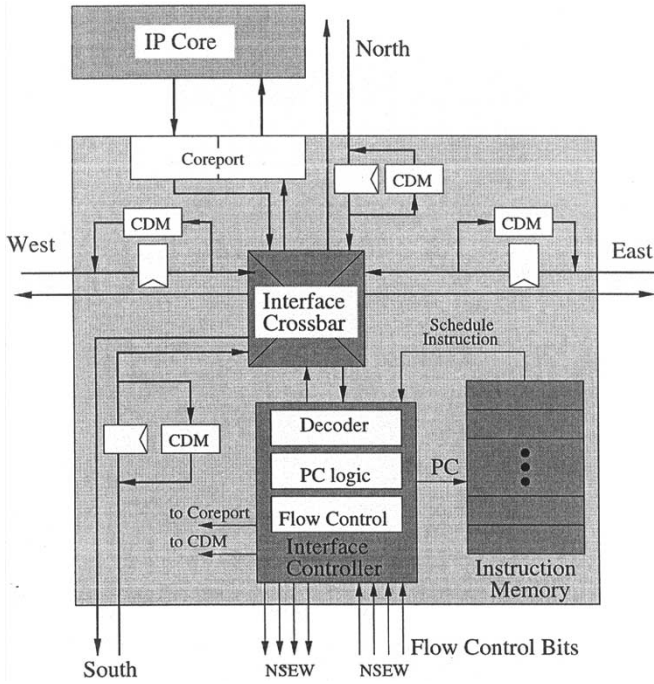 IP Core
North
Coreport
CDM
CDM
CDM
West
East
Interface
Crossbar
Schedule
Instruction
Decoder
CDM
PC logic
PC
to Coreport
Flow Control
to CDM
Interface
Controller
Instruction
Memory
Flow Control Bits
South
NSEW
NSEW